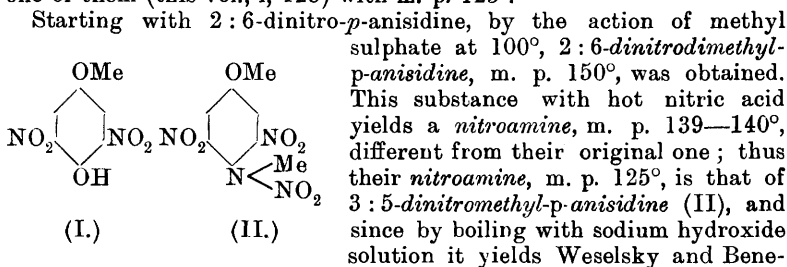 one of them (this vol., i, 128) with m. p. 125°.
Starting with 2 : 6-dinitro-p-anisidine, by the action of methyl
sulphate at 100°, 2 : 6-dinitrodimethyl-
p-anisidine, m. p. 150°, was obtained.
This substance with hot nitric acid
yields a nitroamine, m. p. 139—140°,
different from their original one ; thus
their nitroamine, m. p. 125°, is that of
3 : 5-dinitromethyl-p-anisidine (II), and
since by boiling with sodium hydroxide
solution it yields Weselsky and Bene-
OMe
NO2 NO2
OH
(I.)
OMe
NO2 NO2
N<Me
NO2
(II.)